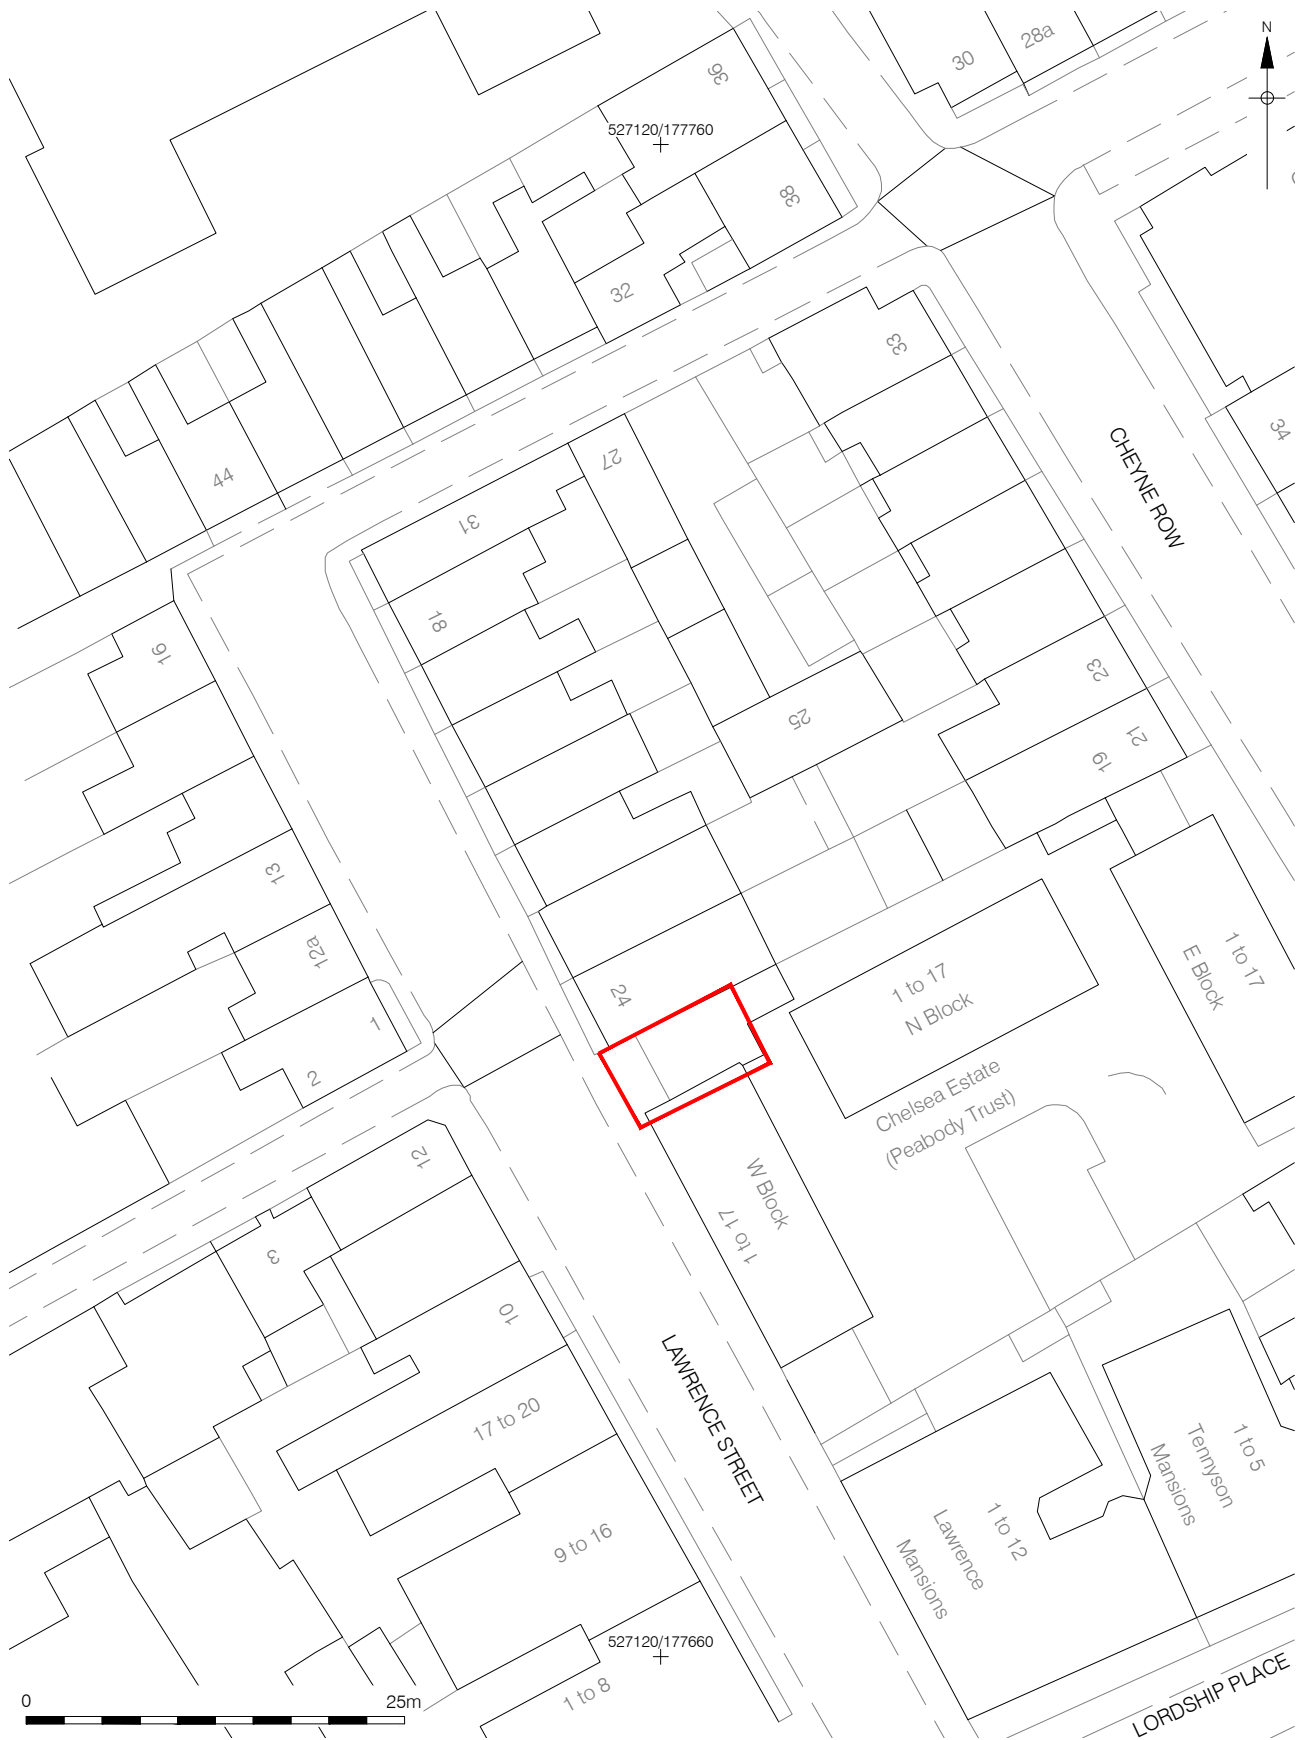 N
36
30
28a
527120/177760
38
32
33
34
CHEYNE ROW
44
27
31
18
16
23
25
21
19
13
12a
24
1
2
1 to 17
N Block
1 to 17
E Block
Chelsea Estate
(Peabody Trust)
12
W Block
1 to 17
3
10
LAWRENCE STREET
17 to 20
9 to 16
1 to 12
Lawrence
Mansions
1 to 5
Tennyson
Mansions
527120/177660
1 to 8
LORDSHIP PLACE
0
25m